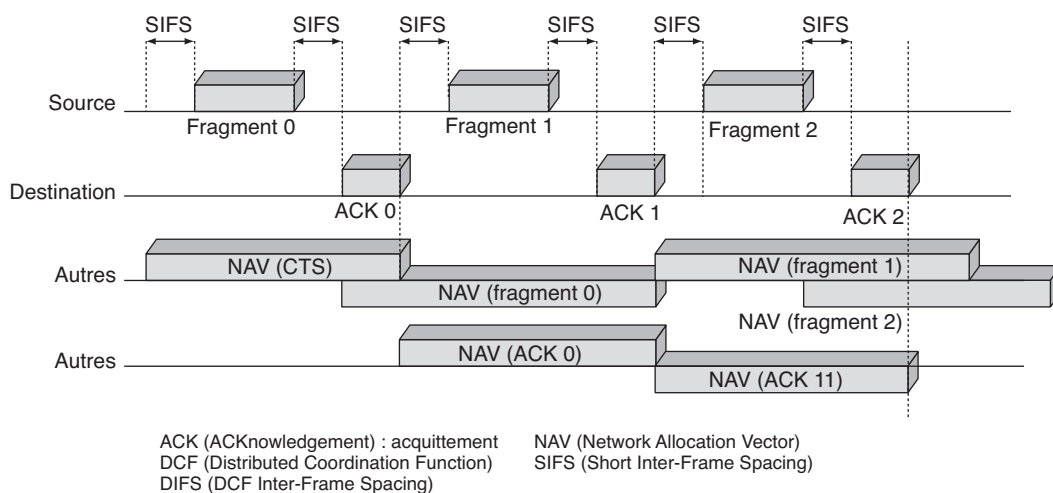 SIFS SIFS SIFS SIFS SIFS SIFS
Source
Fragment 0 Fragment 1 Fragment 2
Destination
ACK 0 ACK 1 ACK 2
Autres
NAV (CTS) NAV (fragment 1)
NAV (fragment 0)
NAV (fragment 2)
Autres
NAV (ACK 0)
NAV (ACK 11)
ACK (ACKnowledgement) : acquittement
DCF (Distributed Coordination Function)
DIFS (DCF Inter-Frame Spacing)
NAV (Network Allocation Vector)
SIFS (Short Inter-Frame Spacing)